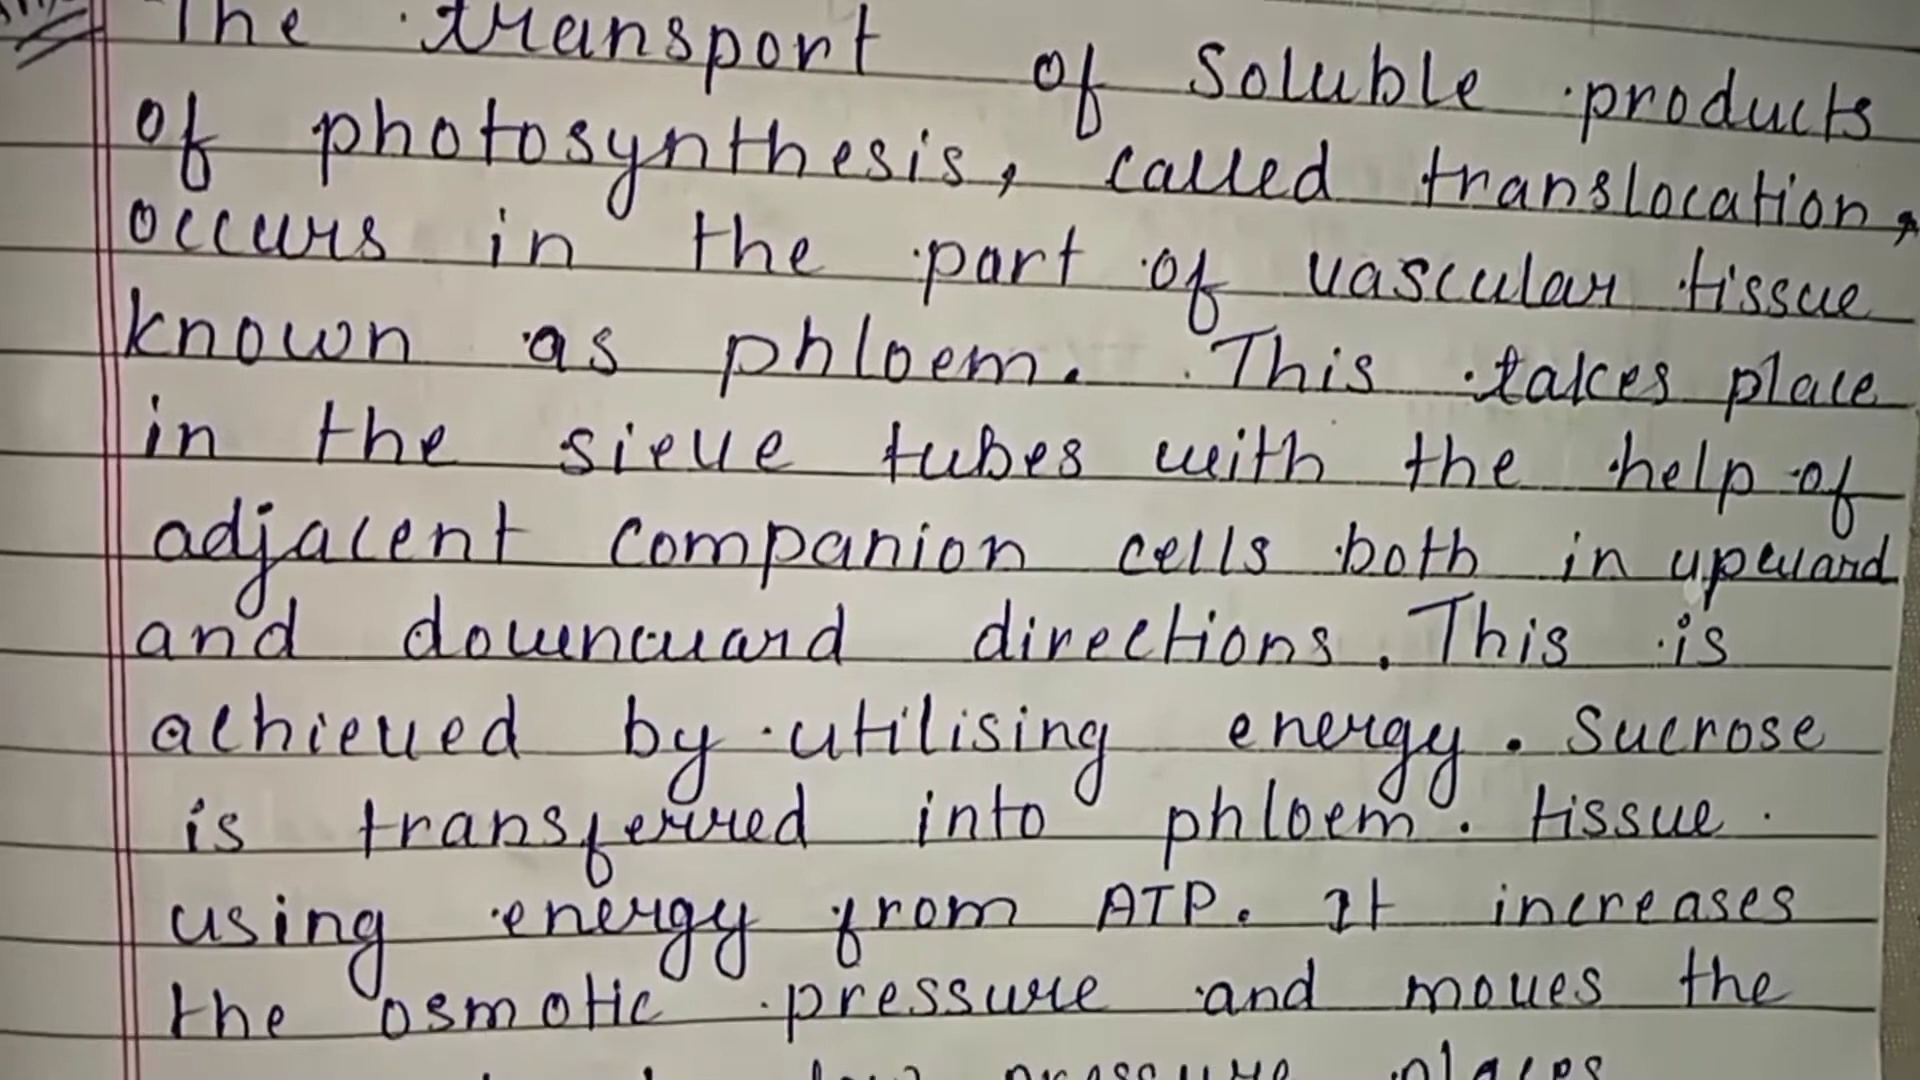 The transport of soluble products
of photosynthesis, called translocation,
occurs in the part of vascular tissue
known as phloem. This takes place
in the sieve tubes with the help of
adjacent companion cells both in upward
and downward directions. This is
achieved by utilising energy. Sucrose
is transferred into phloem. tissue.
using energy from ATP. It increases
the osmotic pressure and moves the
low pressure places